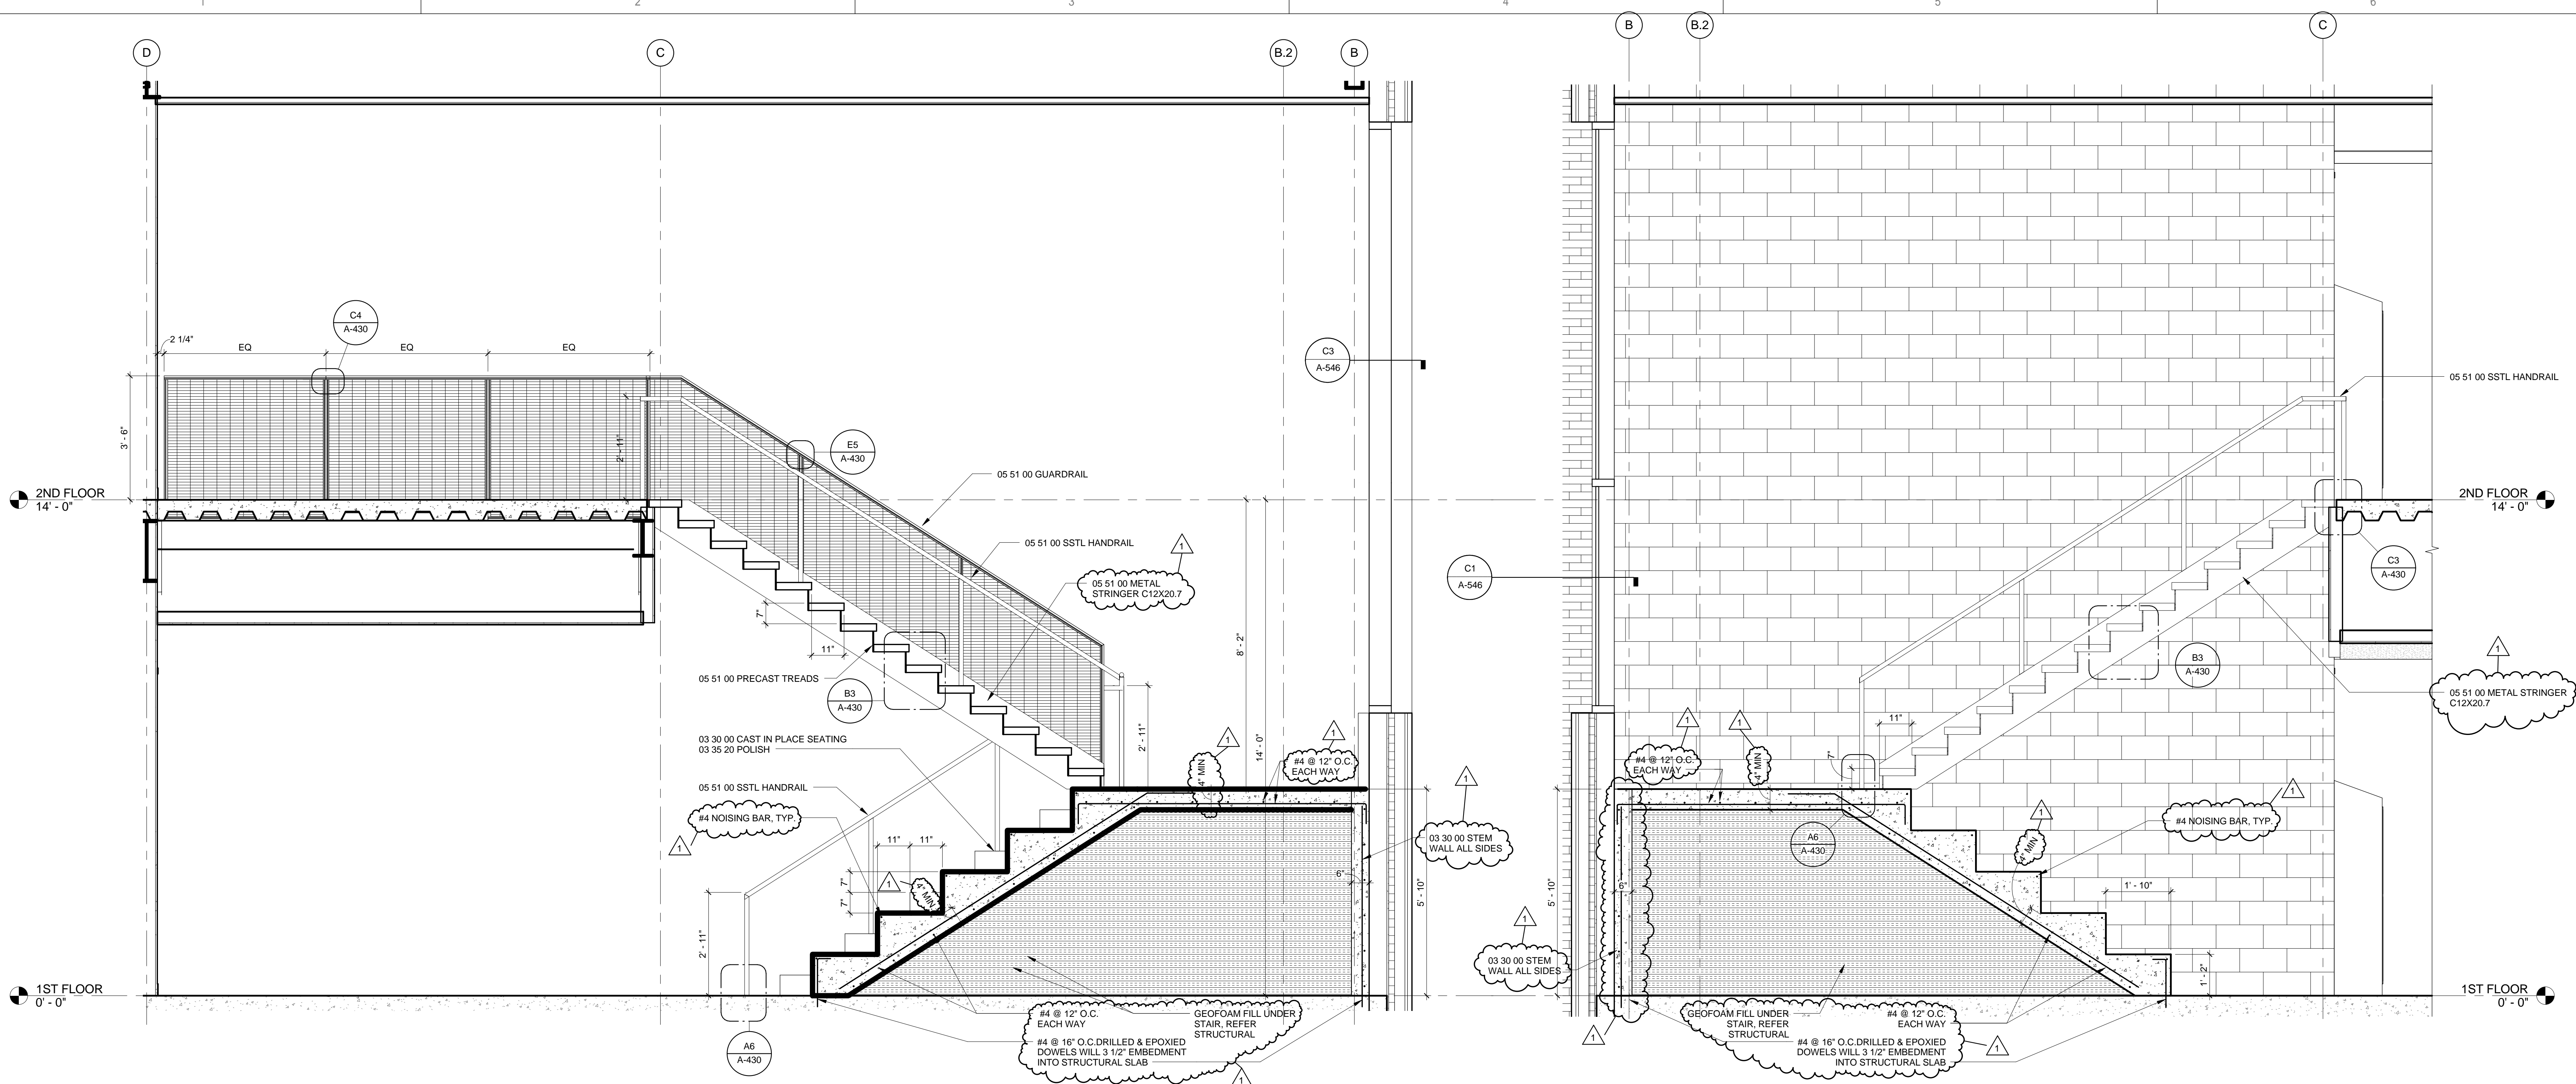 1
2
3
4
5
6
D
C
B.2
B
B
B.2
C
C4
A-430
2 1/4"
EQ
EQ
EQ
3' - 6"
2' - 11"
E5
A-430
C3
A-546
05 51 00 GUARDRAIL
05 51 00 SSTL HANDRAIL
1
05 51 00 METAL
STRINGER C12X20.7
2ND FLOOR
14' - 0"
7"
11"
05 51 00 PRECAST TREADS
B3
A-430
8' - 2"
14' - 0"
2' - 11"
03 30 00 CAST IN PLACE SEATING
03 35 20 POLISH
05 51 00 SSTL HANDRAIL
#4 NOISING BAR, TYP.
1
11"
11"
7"
7"
1
4" MIN
2' - 11"
1
4" MIN
1
#4 @ 12" O.C.
EACH WAY
1
03 30 00 STEM
WALL ALL SIDES
6"
5' - 10"
1ST FLOOR
0' - 0"
A6
A-430
#4 @ 12" O.C.
EACH WAY
GEOFOAM FILL UNDER
STAIR, REFER
STRUCTURAL
#4 @ 16" O.C.DRILLED & EPOXIED
DOWELS WILL 3 1/2" EMBEDMENT
INTO STRUCTURAL SLAB
1
C1
A-546
05 51 00 SSTL HANDRAIL
2ND FLOOR
14' - 0"
C3
A-430
B3
A-430
1
05 51 00 METAL STRINGER
C12X20.7
11"
7"
1
#4 @ 12" O.C.
EACH WAY
1
4" MIN
A6
A-430
1
#4 NOISING BAR, TYP.
1
4" MIN
1' - 10"
1' - 2"
6"
5' - 10"
1
03 30 00 STEM
WALL ALL SIDES
1
GEOFOAM FILL UNDER
STAIR, REFER
STRUCTURAL
#4 @ 12" O.C.
EACH WAY
#4 @ 16" O.C.DRILLED & EPOXIED
DOWELS WILL 3 1/2" EMBEDMENT
INTO STRUCTURAL SLAB
1
1ST FLOOR
0' - 0"